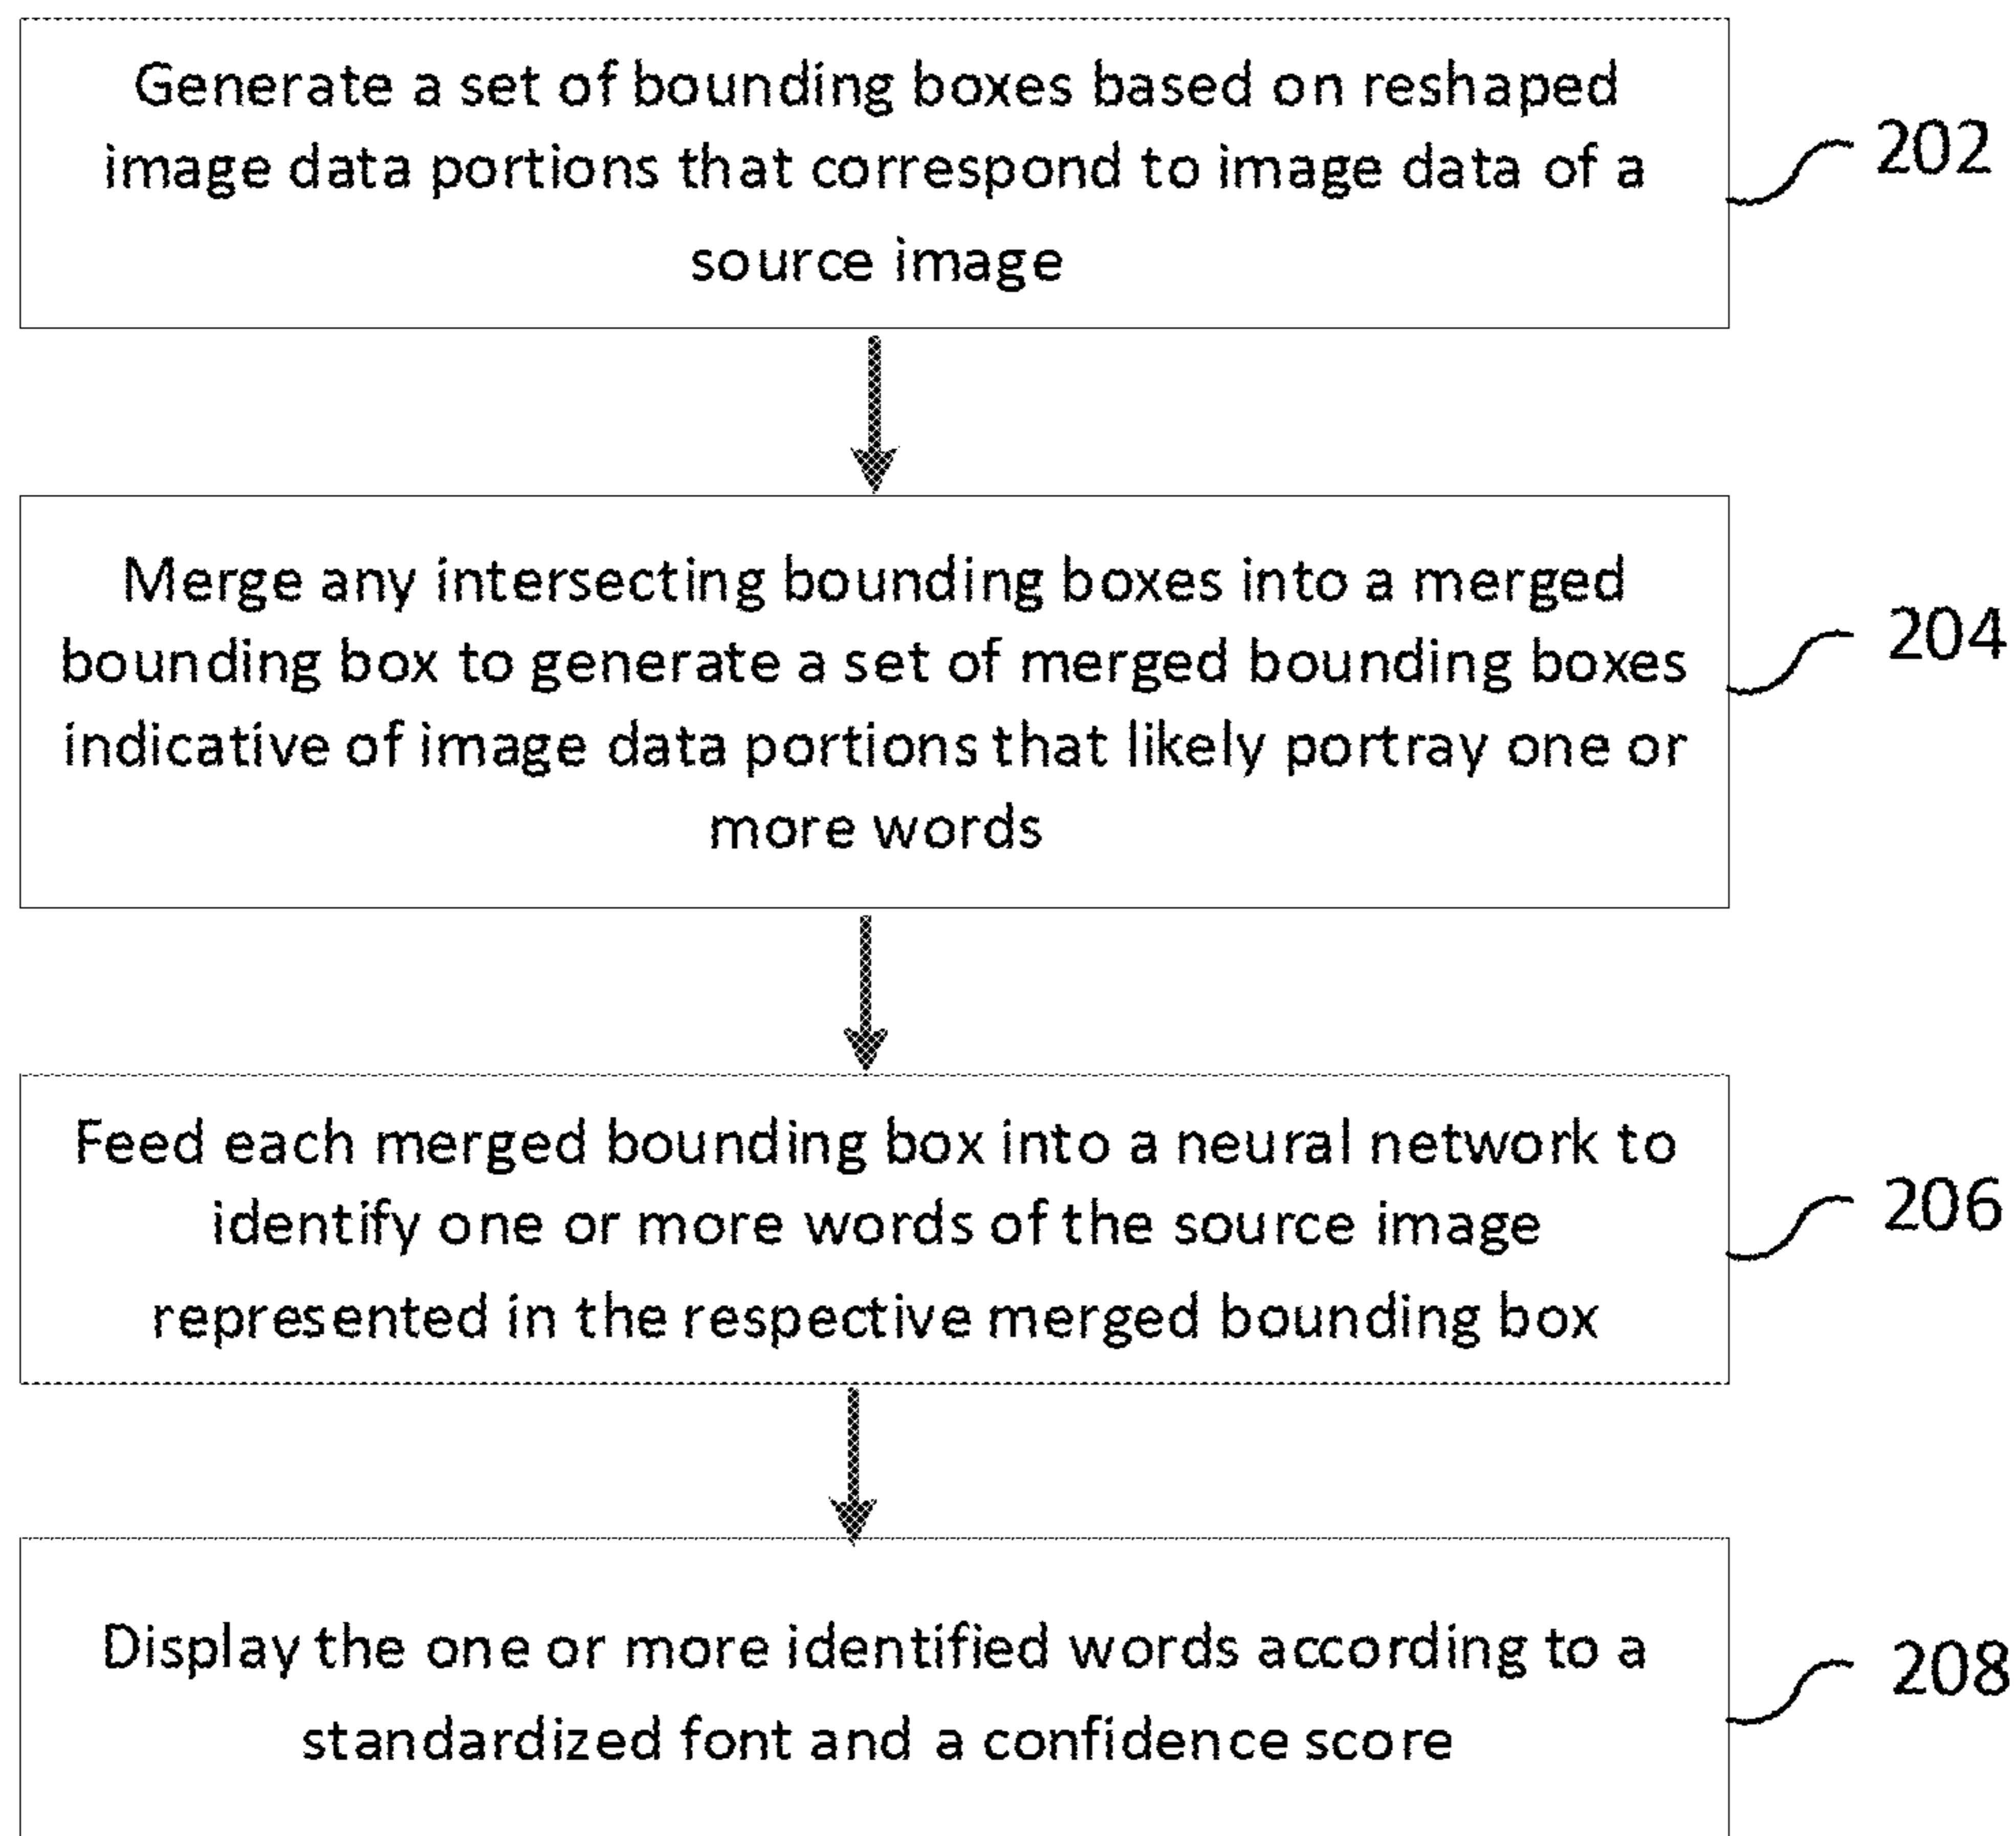 Generate a set of bounding boxes based on reshaped
image data portions that correspond to image data of a
source image
202
Merge any intersecting bounding boxes into a merged
bounding box to generate a set of merged bounding boxes
indicative of image data portions that likely portray one or
more words
204
Feed each merged bounding box into a neural network to
identify one or more words of the source image
represented in the respective merged bounding box
206
Display the one or more identified words according to a
standardized font and a confidence score
208